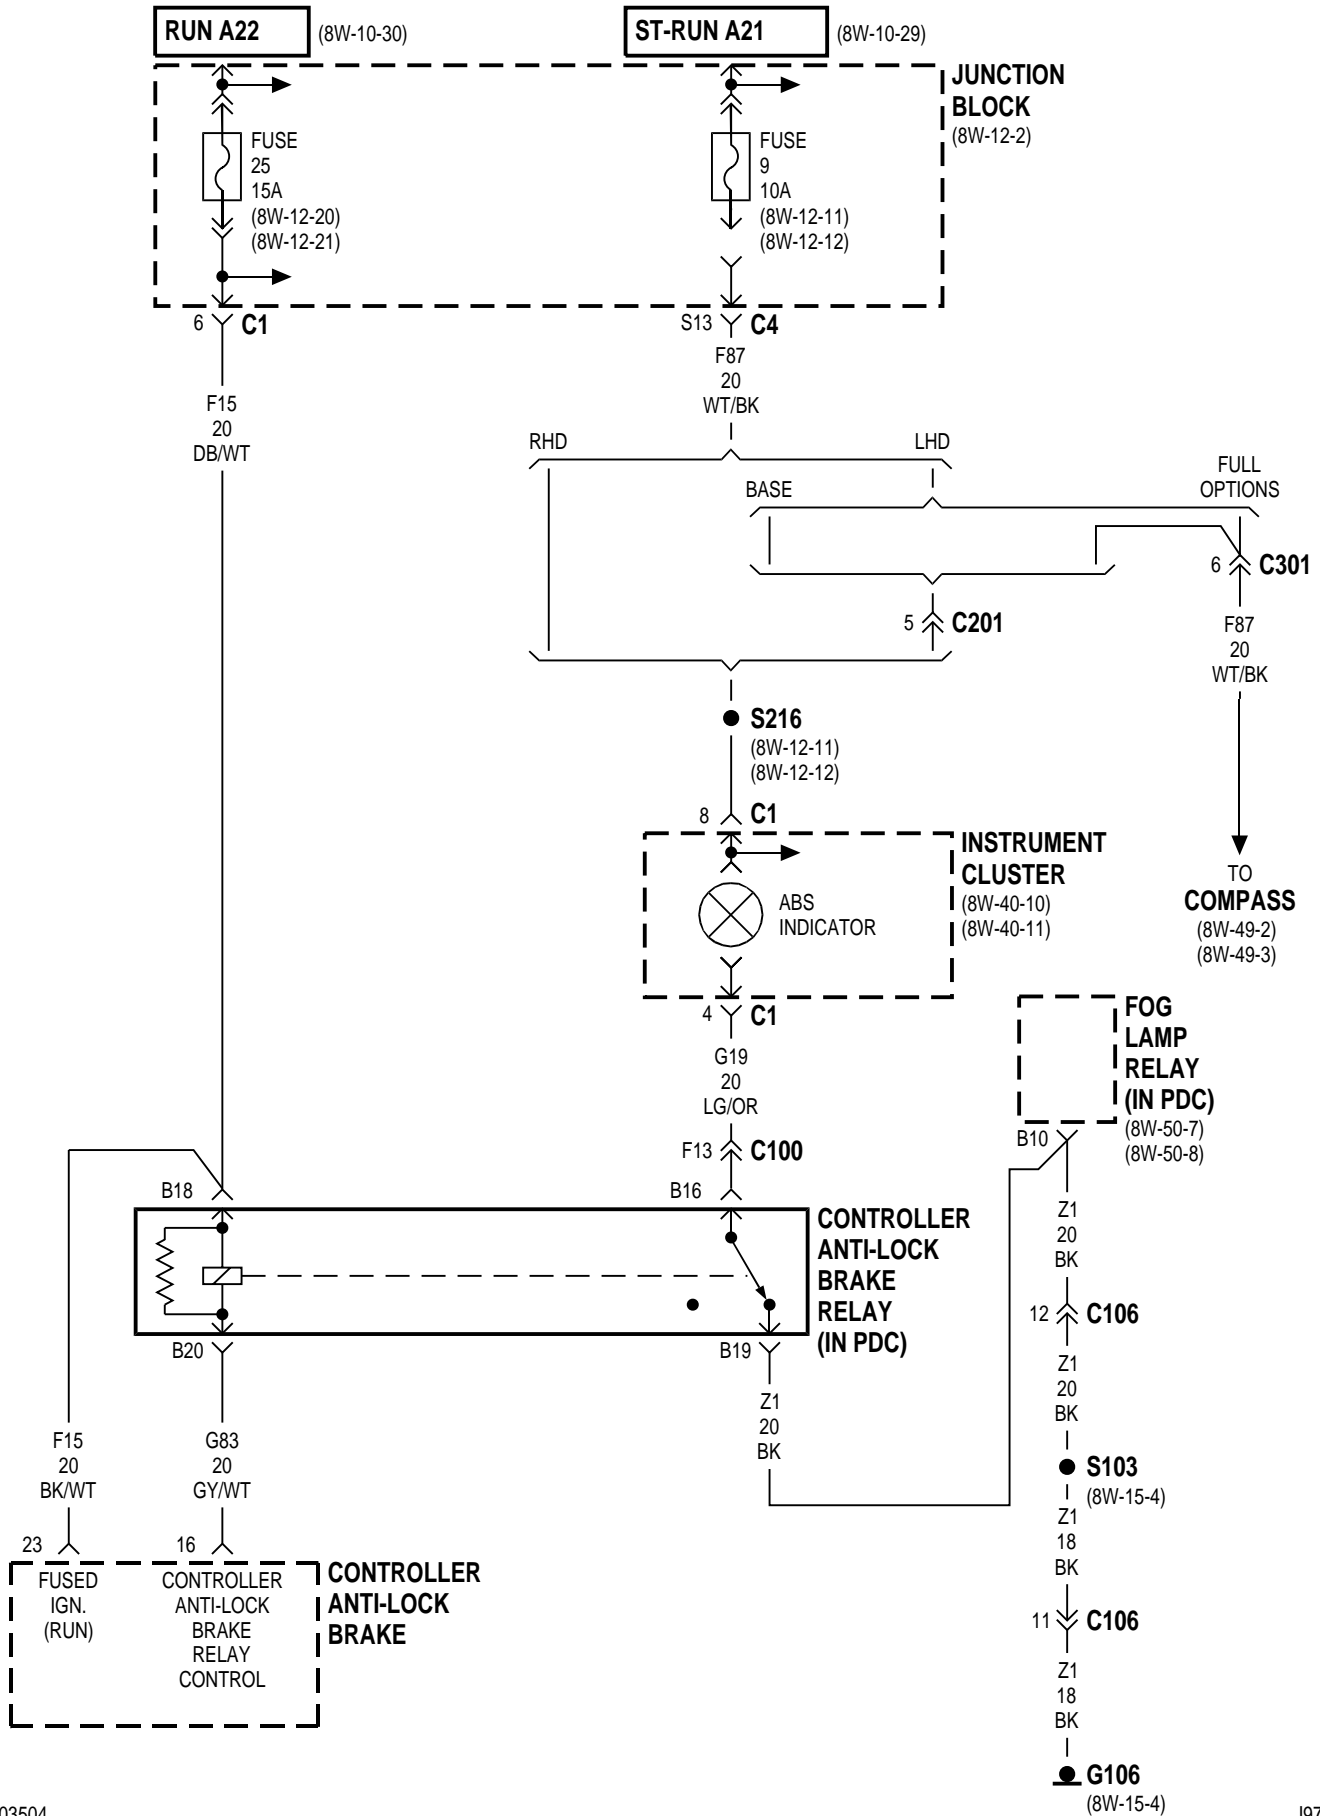 RUN A22
(8W-10-30)
ST-RUN A21
(8W-10-29)
JUNCTION
BLOCK
(8W-12-2)
FUSE
25
15A
(8W-12-20)
(8W-12-21)
FUSE
9
10A
(8W-12-11)
(8W-12-12)
6
C1
S13
C4
F15
20
DB/WT
F87
20
WT/BK
RHD
LHD
BASE
FULL
OPTIONS
6
C301
5
C201
F87
20
WT/BK
S216
(8W-12-11)
(8W-12-12)
8
C1
INSTRUMENT
CLUSTER
(8W-40-10)
(8W-40-11)
ABS
INDICATOR
TO
COMPASS
(8W-49-2)
(8W-49-3)
4
C1
G19
20
LG/OR
FOG
LAMP
RELAY
(IN PDC)
(8W-50-7)
(8W-50-8)
B10
F13
C100
B18
B16
CONTROLLER
ANTI-LOCK
BRAKE
RELAY
(IN PDC)
Z1
20
BK
12
C106
B20
B19
Z1
20
BK
Z1
20
BK
F15
20
BK/WT
G83
20
GY/WT
S103
(8W-15-4)
Z1
18
BK
23
16
FUSED
IGN.
(RUN)
CONTROLLER
ANTI-LOCK
BRAKE
RELAY
CONTROL
CONTROLLER
ANTI-LOCK
BRAKE
11
C106
Z1
18
BK
G106
(8W-15-4)